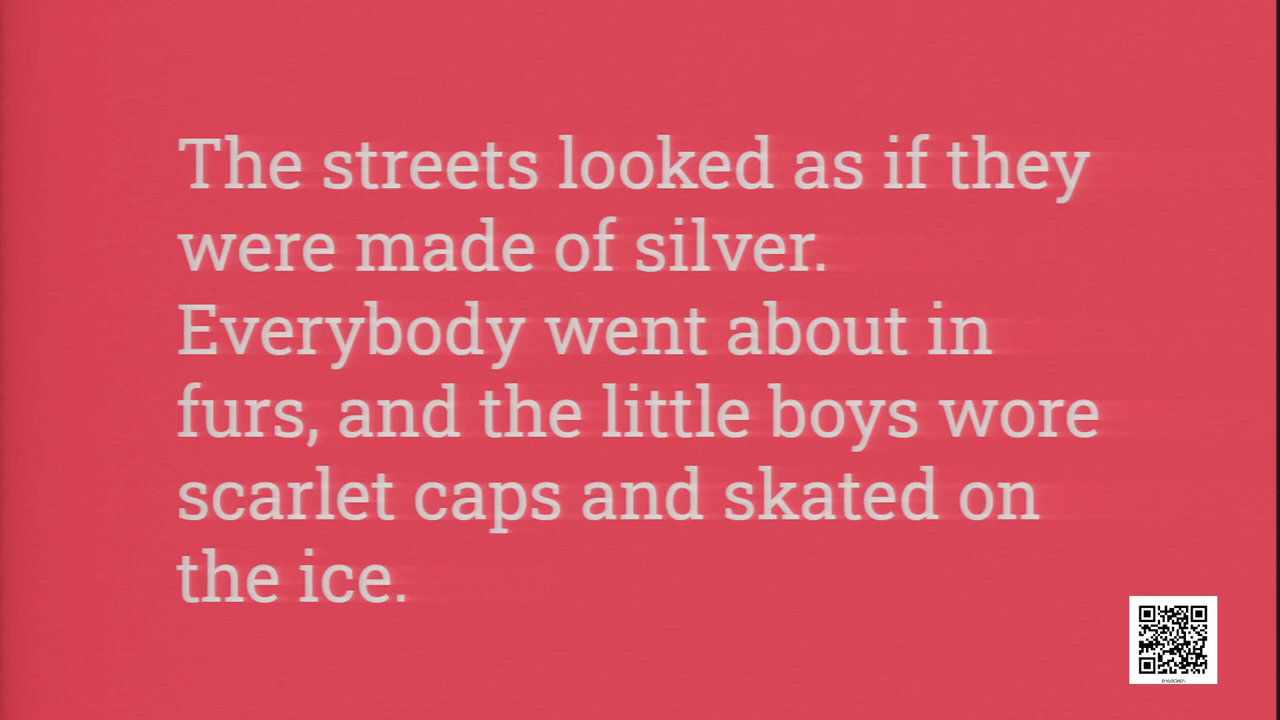 The streets looked as if they
were made of silver.
Everybody went about in
furs, and the little boys wore
scarlet caps and skated on
the ice.